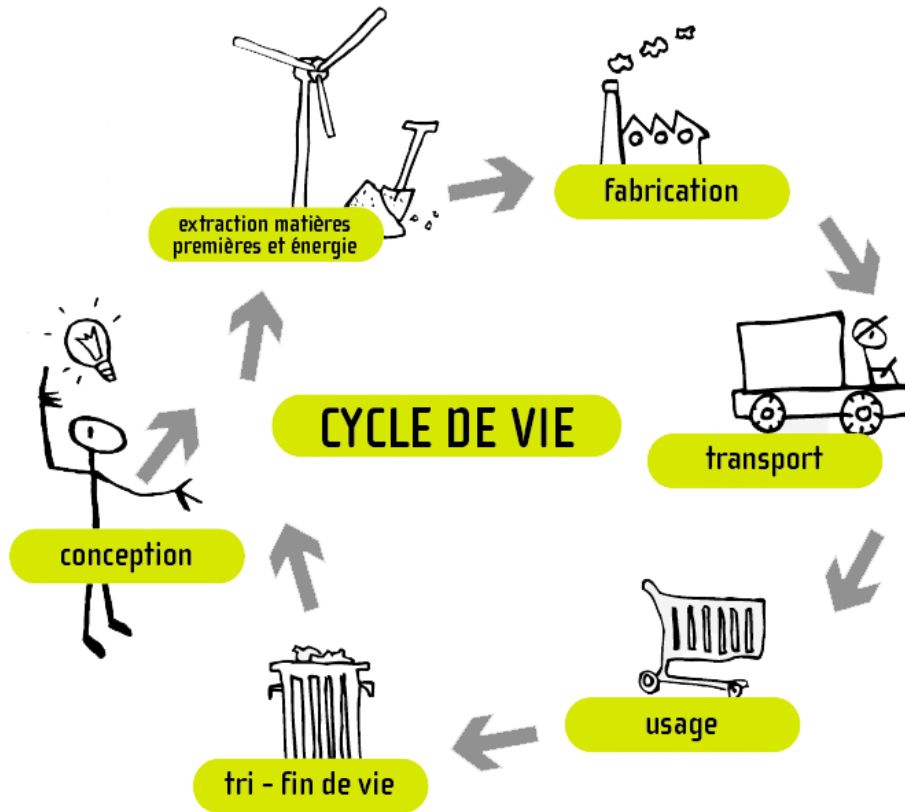 extraction matières
premières et énergie
fabrication
CYCLE DE VIE
transport
conception
usage
tri - fin de vie